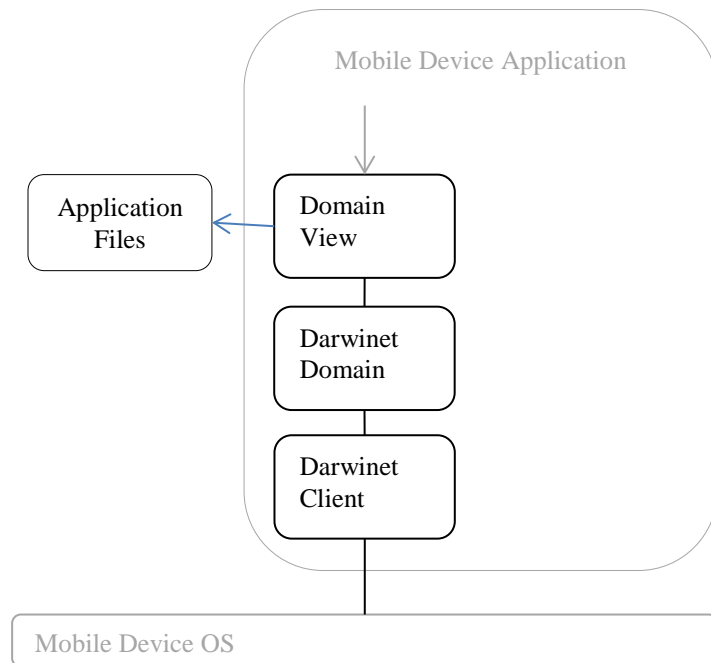 Mobile Device Application
Application
Files
Domain
View
Darwinet
Domain
Darwinet
Client
Mobile Device OS